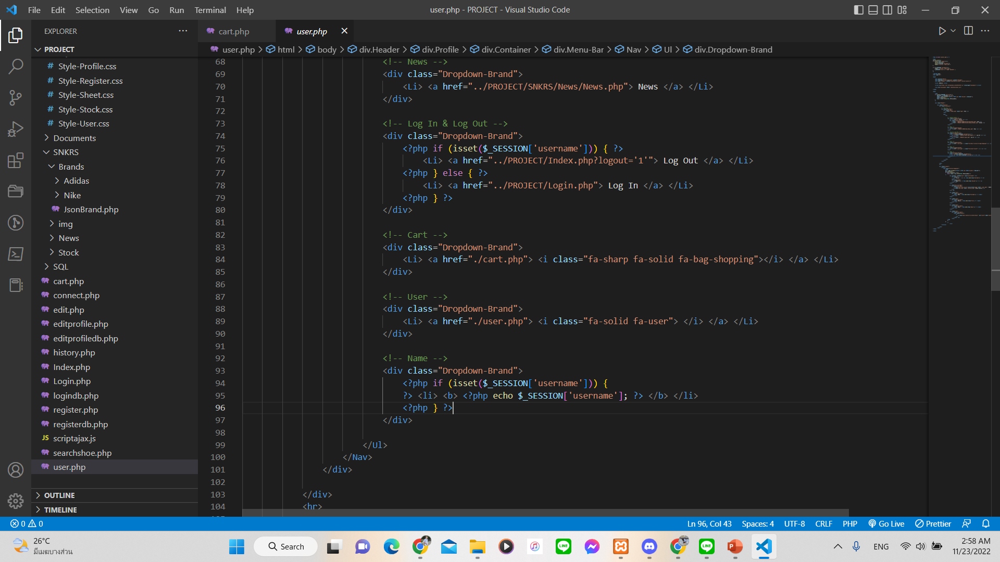 File Edit Selection View Go Run Terminal Help
user.php - PROJECT - Visual Studio Code
EXPLORER
PROJECT
# Style-Profile.css
# Style-Register.css
# Style-Sheet.css
# Style-Stock.css
# Style-User.css
Documents
SNKRS
Brands
Adidas
Nike
JsonBrand.php
img
News
Stock
SQL
cart.php
connect.php
edit.php
editprofile.php
editprofiledb.php
history.php
Index.php
Login.php
logindb.php
register.php
registerdb.php
JS scriptajax.js
searchshoe.php
user.php
OUTLINE
TIMELINE
cart.php
user.php
user.php > html > body > div.Header > div.Profile > div.Container > div.Menu-Bar > Nav > Ul > div.Dropdown-Brand
68 <!-- News -->
69 <div class="Dropdown-Brand">
70 <Li> <a href="../PROJECT/SNKRS/News/News.php"> News </a> </Li>
71 </div>
72
73 <!-- Log In & Log Out -->
74 <div class="Dropdown-Brand">
75 <?php if (isset($_SESSION['username'])) { ?>
76 <Li> <a href="../PROJECT/Index.php?logout='1'"> Log Out </a> </Li>
77 <?php } else { ?>
78 <Li> <a href="../PROJECT/Login.php"> Log In </a> </Li>
79 <?php } ?>
80 </div>
81
82 <!-- Cart -->
83 <div class="Dropdown-Brand">
84 <Li> <a href="./cart.php"> <i class="fa-sharp fa-solid fa-bag-shopping"></i> </a> </Li>
85 </div>
86
87 <!-- User -->
88 <div class="Dropdown-Brand">
89 <Li> <a href="./user.php"> <i class="fa-solid fa-user"> </i> </a> </Li>
90 </div>
91
92 <!-- Name -->
93 <div class="Dropdown-Brand">
94 <?php if (isset($_SESSION['username'])) {
95 ?> <li> <b> <?php echo $_SESSION['username']; ?> </b> </li>
96 <?php } ?>
97 </div>
98
99 </Ul>
100 </Nav>
101 </div>
102
103 </div>
104 <hr>
0 0
Ln 96, Col 43 Spaces: 4 UTF-8 CRLF PHP Go Live Prettier
26°C
มีเมฆบางส่วน
Search
LINE
LINE
P
ENG
2:58 AM
11/23/2022